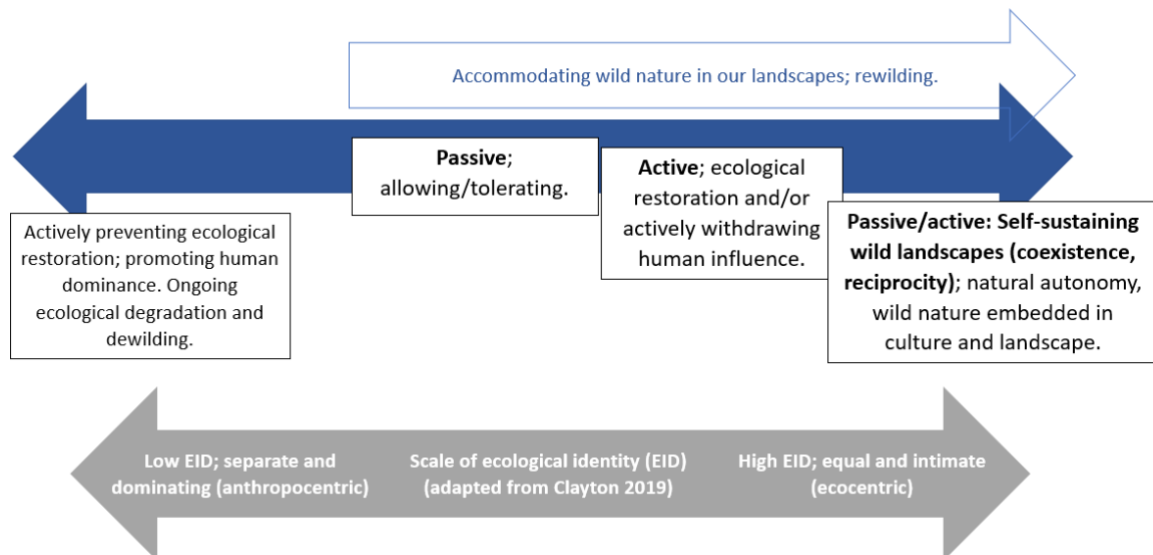 Accommodating wild nature in our landscapes; rewilding.
Passive;
allowing/tolerating.
Active; ecological
restoration and/or
actively withdrawing
human influence.
Actively preventing ecological
restoration; promoting human
dominance. Ongoing
ecological degradation and
dewilding.
Passive/active: Self-sustaining
wild landscapes (coexistence,
reciprocity); natural autonomy,
wild nature embedded in
culture and landscape.
Low EID; separate and
dominating (anthropocentric)
Scale of ecological identity (EID)
(adapted from Clayton 2019)
High EID; equal and intimate
(ecocentric)